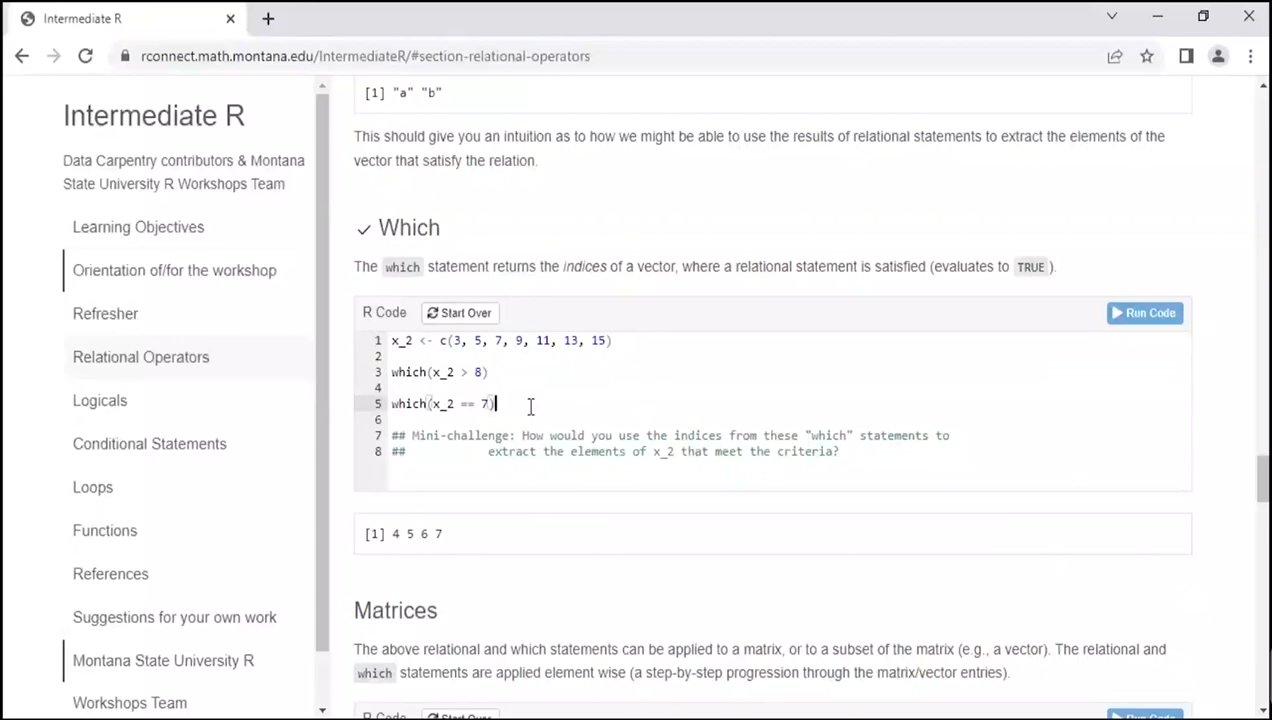 Intermediate R
rconnect.math.montana.edu/IntermediateR/#section-relational-operators
Intermediate R
Data Carpentry contributors & Montana
State University R Workshops Team
Learning Objectives
Orientation of/for the workshop
Refresher
Relational Operators
Logicals
Conditional Statements
Loops
Functions
References
Suggestions for your own work
Montana State University R
Workshops Team
[1] "a" "b"
This should give you an intuition as to how we might be able to use the results of relational statements to extract the elements of the
vector that satisfy the relation.
Which
The which statement returns the indices of a vector, where a relational statement is satisfied (evaluates to TRUE ).
R Code Start Over Run Code
1 x_2 <- c(3, 5, 7, 9, 11, 13, 15)
2
3 which(x_2 > 8)
4
5 which(x_2 == 7)
6
7 ## Mini-challenge: How would you use the indices from these "which" statements to
8 ## extract the elements of x_2 that meet the criteria?
[1] 4 5 6 7
Matrices
The above relational and which statements can be applied to a matrix, or to a subset of the matrix (e.g., a vector). The relational and
which statements are applied element wise (a step-by-step progression through the matrix/vector entries).
R Code Start Over Run Code